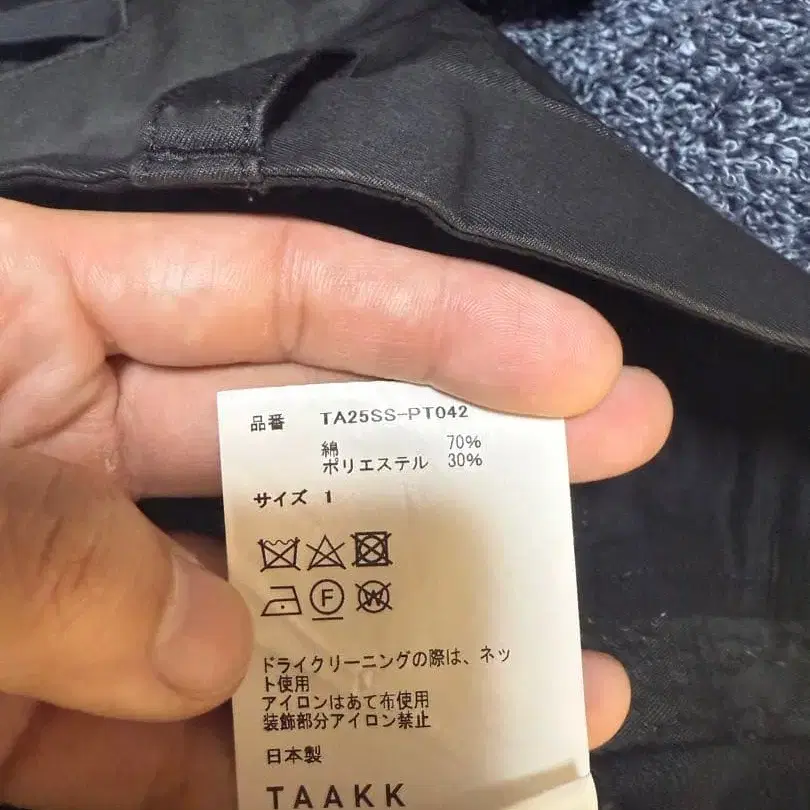 品番 TA25SS-PT042
綿 70%
ポリエステル 30%
サイズ 1
F
W
ドライクリーニングの際は、ネッ
ト使用
アイロンはあて布使用
装飾部分アイロン禁止
日本製
TAAKK